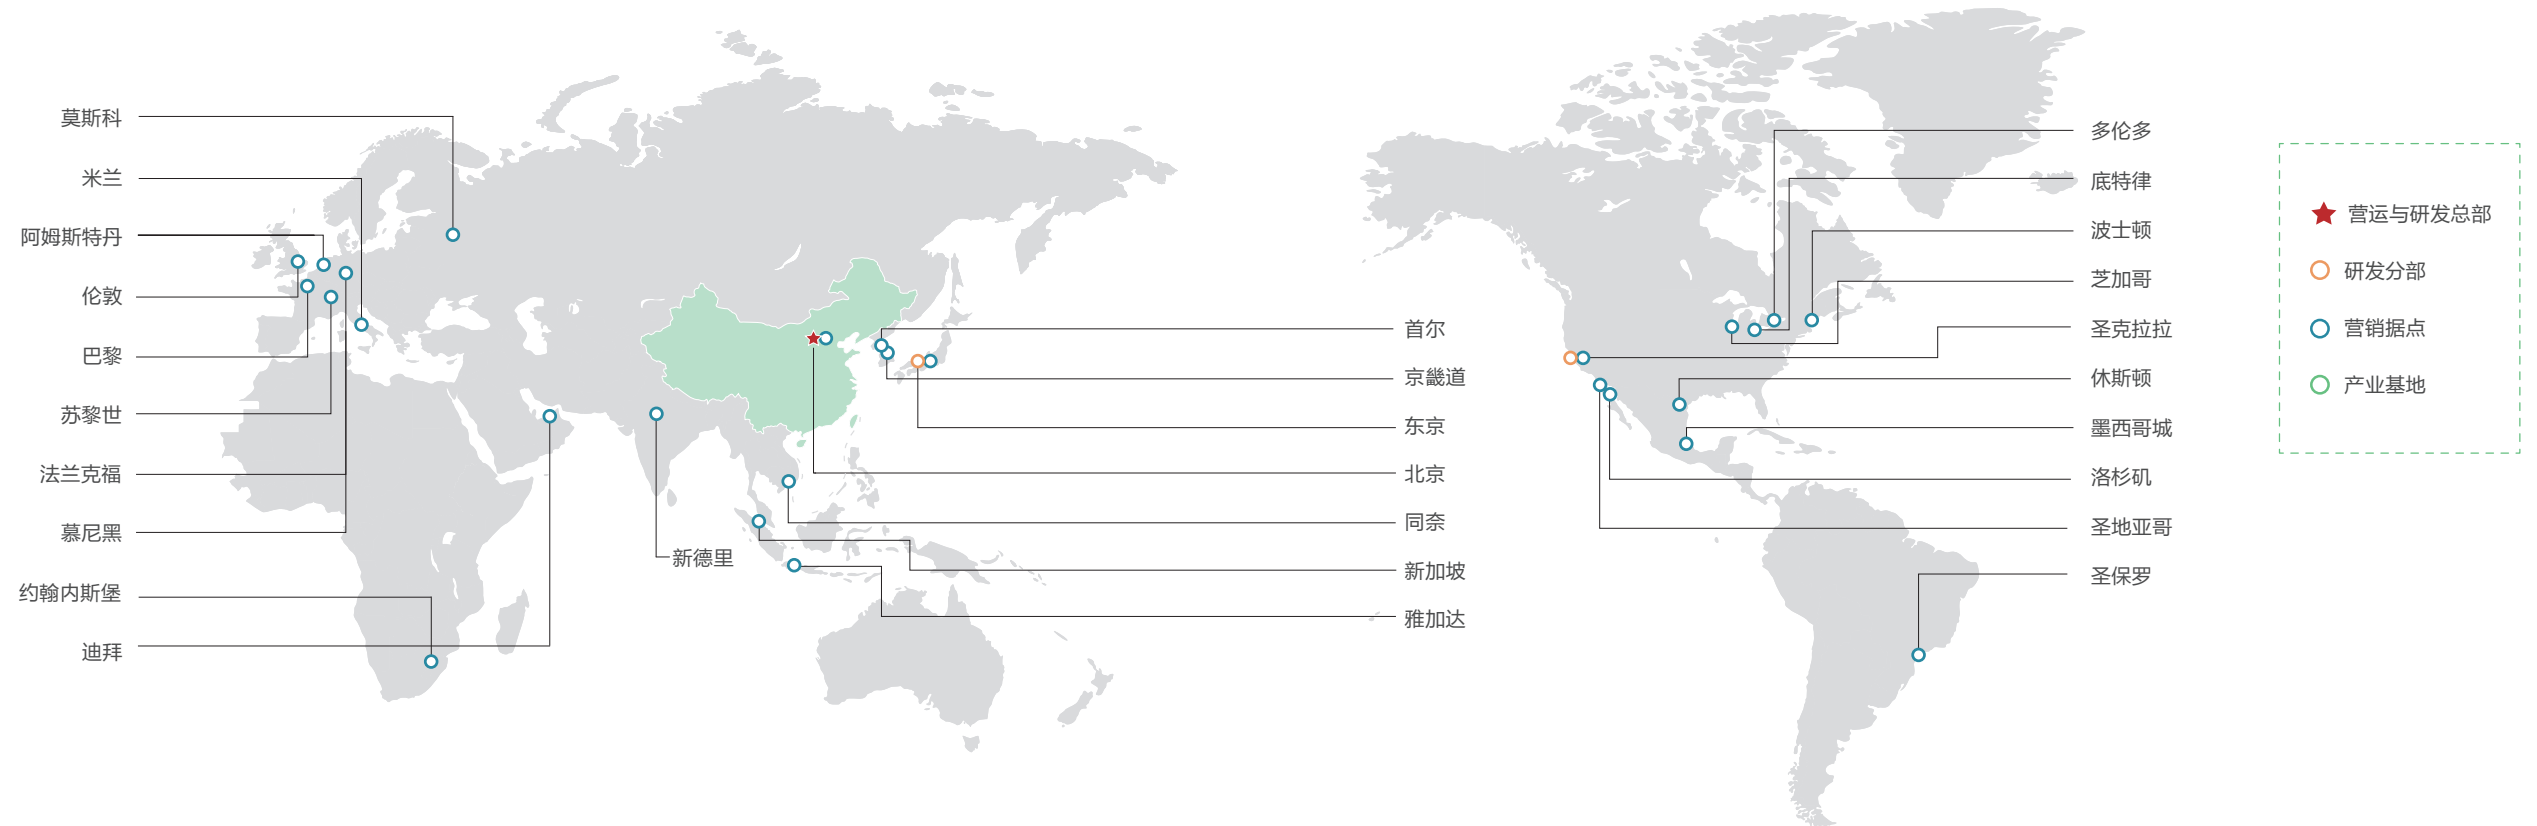 莫斯科
米兰
阿姆斯特丹
伦敦
巴黎
苏黎世
法兰克福
慕尼黑
约翰内斯堡
迪拜
新德里
首尔
京畿道
东京
北京
同奈
新加坡
雅加达
多伦多
底特律
波士顿
芝加哥
圣克拉拉
休斯顿
墨西哥城
洛杉矶
圣地亚哥
圣保罗
营运与研发总部
研发分部
营销据点
产业基地